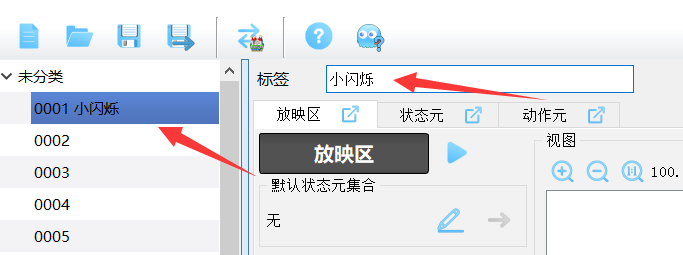 未分类
0001 小闪烁
0002
0003
0004
0005
标签
小闪烁
放映区
状态元
动作元
放映区
默认状态元集合
无
视图
1:1
100.